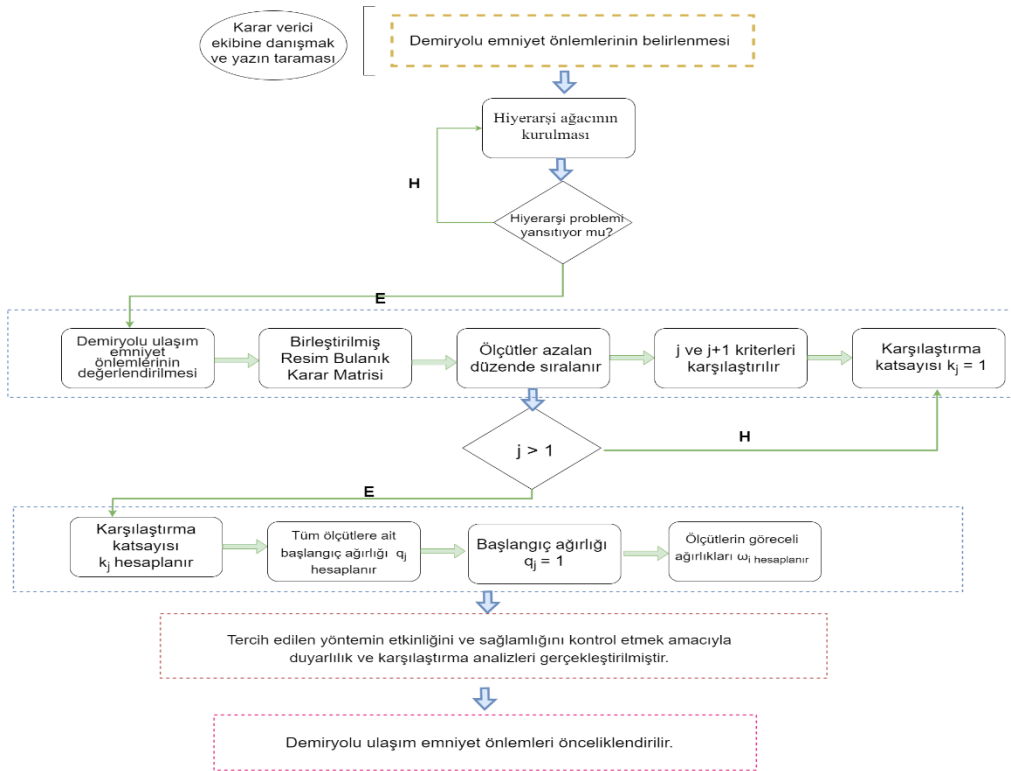 Karar verici
ekibine danışmak
ve yazın taraması
Demiryolu emniyet önlemlerinin belirlenmesi
Hiyerarşi ağacının
kurulması
H
Hiyerarşi problemi
yansıtıyor mu?
E
Demiryolu ulaşım
emniyet
önlemlerinin
değerlendirilmesi
Birleştirilmiş
Resim Bulanık
Karar Matrisi
Ölçütler azalan
düzende sıralanır
j ve j+1 kriterleri
karşılaştırılır
Karşılaştırma
katsayısı kj = 1
j > 1
H
E
Karşılaştırma
katsayısı
kj hesaplanır
Tüm ölçütlere ait
başlangıç ağırlığı qj
hesaplanır
Başlangıç ağırlığı
qj = 1
Ölçütlerin göreceli
ağırlıkları ωi hesaplanır
Tercih edilen yöntemin etkinliğini ve sağlamlığını kontrol etmek amacıyla
duyarlılık ve karşılaştırma analizleri gerçekleştirilmiştir.
Demiryolu ulaşım emniyet önlemleri önceliklendirilir.